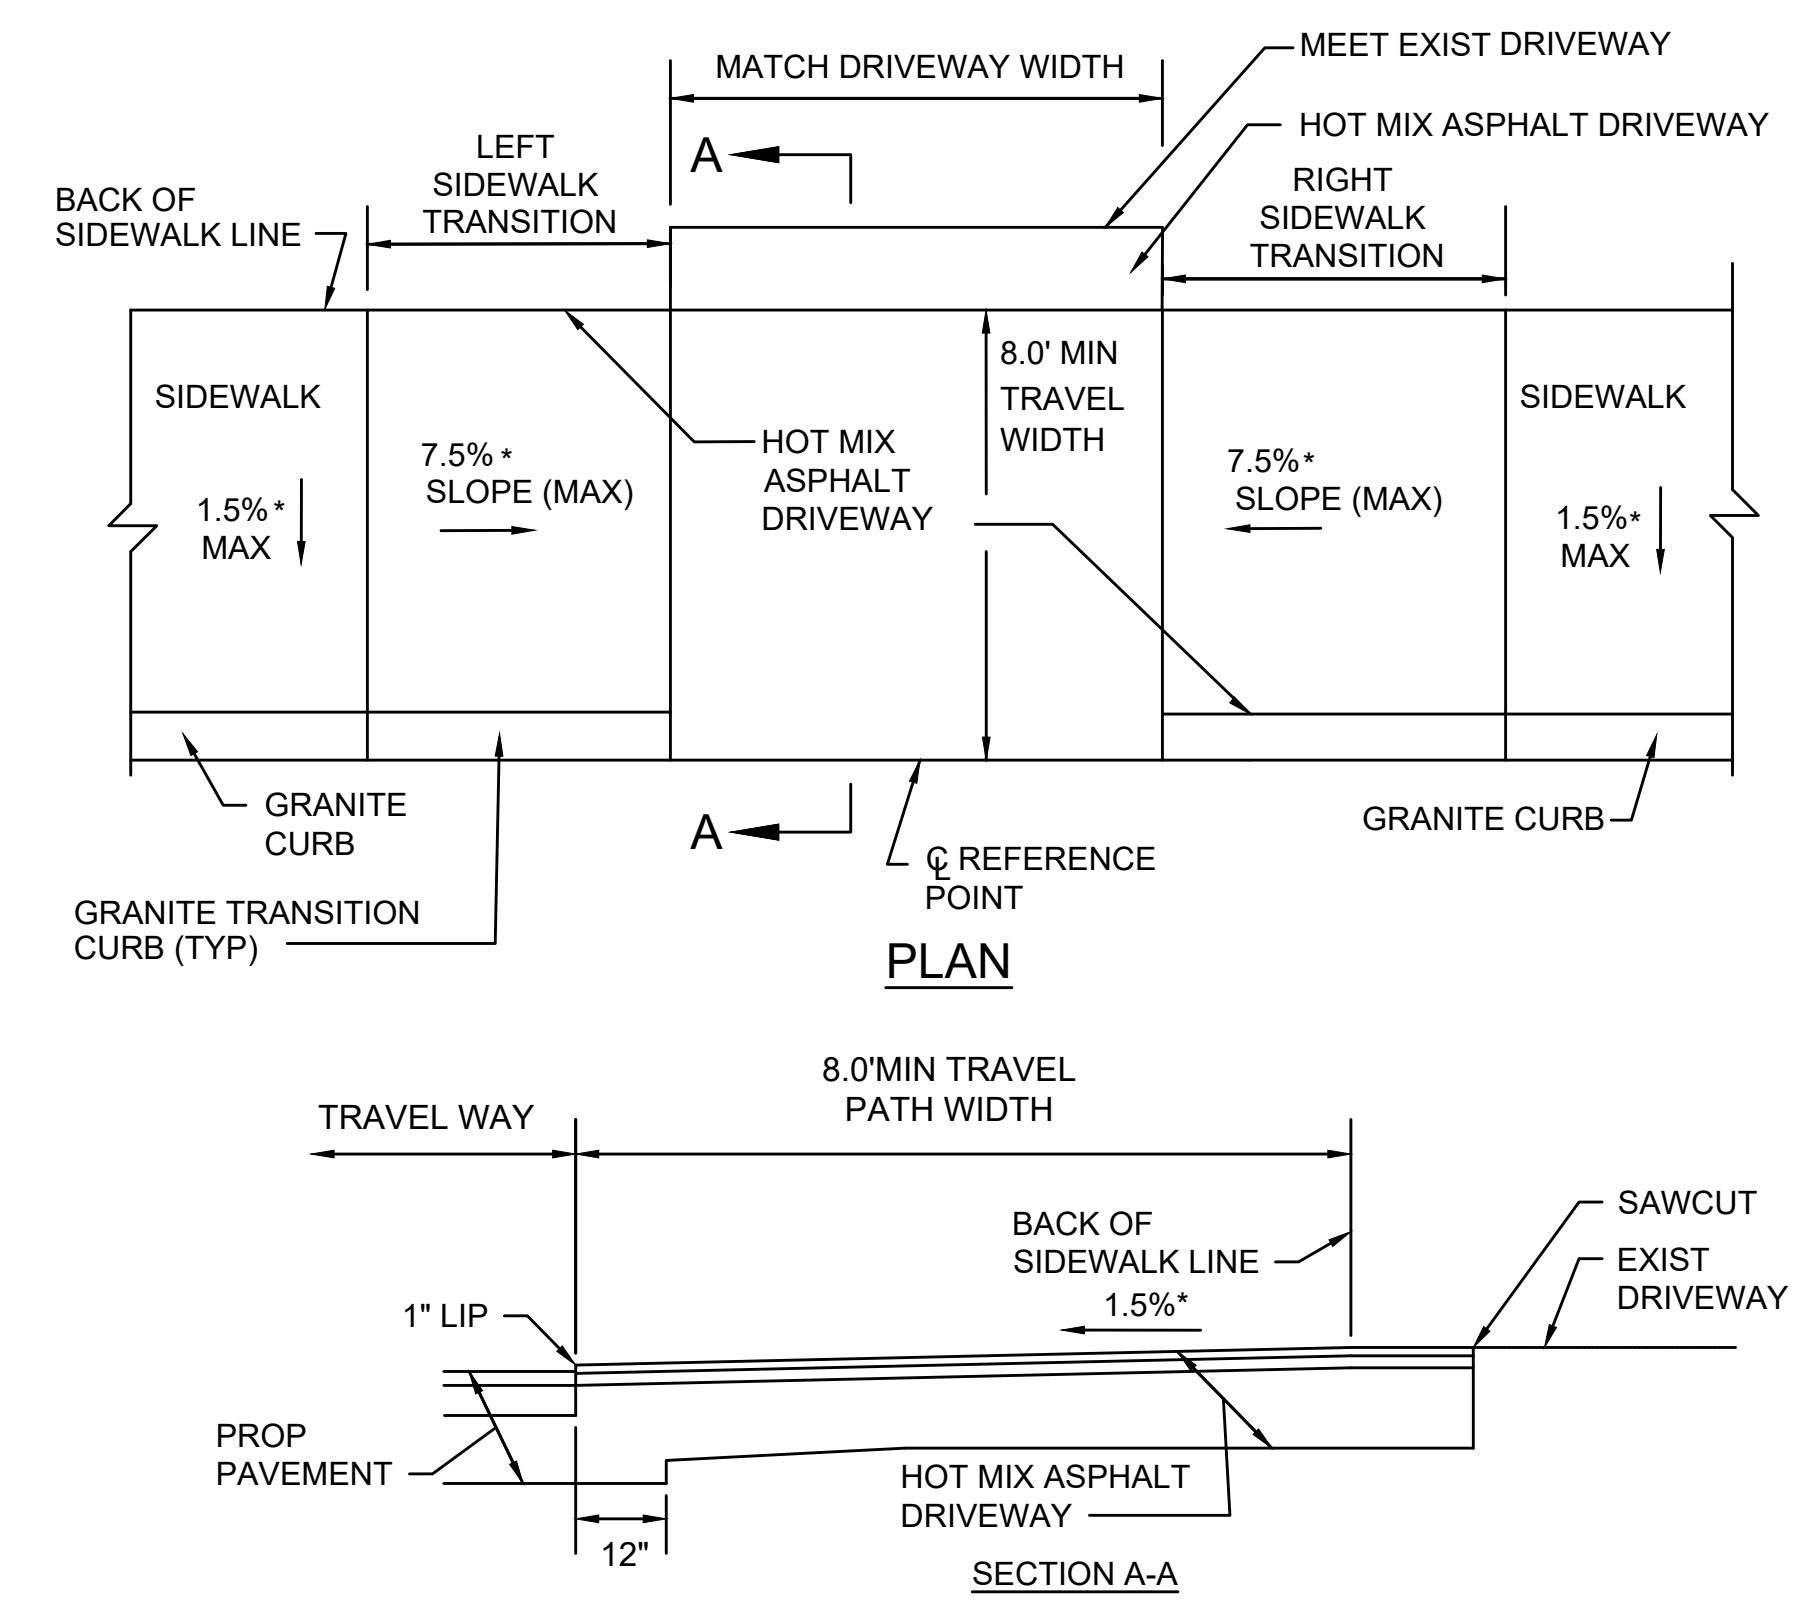 MEET EXIST DRIVEWAY
MATCH DRIVEWAY WIDTH
HOT MIX ASPHALT DRIVEWAY
LEFT
SIDEWALK
TRANSITION
A
RIGHT
SIDEWALK
TRANSITION
BACK OF
SIDEWALK LINE
SIDEWALK
1.5%*
MAX
7.5%*
SLOPE (MAX)
HOT MIX
ASPHALT
DRIVEWAY
8.0' MIN
TRAVEL
WIDTH
7.5%*
SLOPE (MAX)
SIDEWALK
1.5%*
MAX
GRANITE
CURB
A
GRANITE CURB
℄ REFERENCE
POINT
GRANITE TRANSITION
CURB (TYP)
PLAN
8.0'MIN TRAVEL
PATH WIDTH
TRAVEL WAY
BACK OF
SIDEWALK LINE
SAWCUT
EXIST
DRIVEWAY
1.5%*
1" LIP
PROP
PAVEMENT
HOT MIX ASPHALT
DRIVEWAY
12"
SECTION A-A